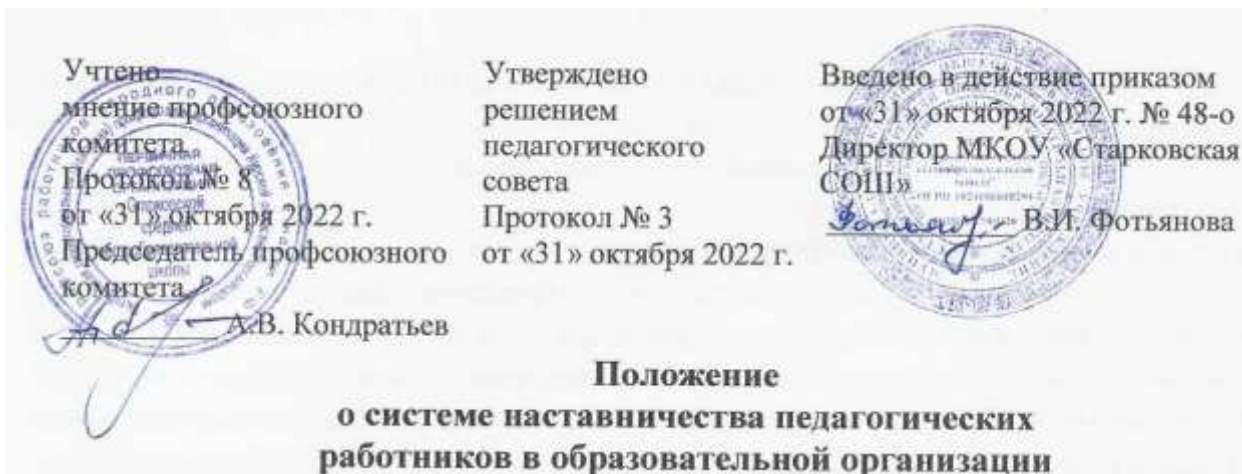 Учтено
мнение профсоюзного
комитета
Протокол № 8
от «31» октября 2022 г.
Председатель профсоюзного
комитета
А.В. Кондратьев
Утверждено
решением
педагогического
совета
Протокол № 3
от «31» октября 2022 г.
Введено в действие приказом
от «31» октября 2022 г. № 48-о
Директор МКОУ «Старковская
СОШ»
В.И. Фотьянова
Положение
о системе наставничества педагогических
работников в образовательной организации